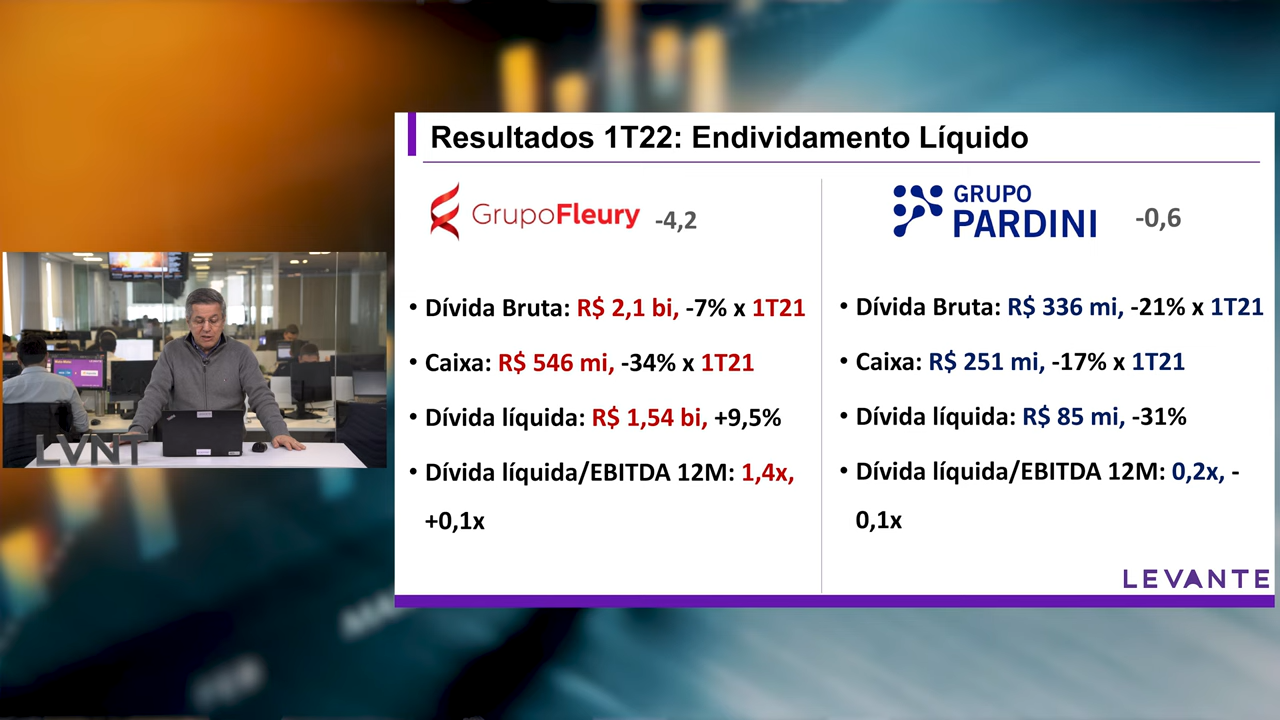 Resultados 1T22: Endividamento Líquido
GrupoFleury -4,2
• Dívida Bruta: R$ 2,1 bi, -7% x 1T21
• Caixa: R$ 546 mi, -34% x 1T21
• Dívida líquida: R$ 1,54 bi, +9,5%
• Dívida líquida/EBITDA 12M: 1,4x,
+0,1x
GRUPO
PARDINI -0,6
• Dívida Bruta: R$ 336 mi, -21% x 1T21
• Caixa: R$ 251 mi, -17% x 1T21
• Dívida líquida: R$ 85 mi, -31%
• Dívida líquida/EBITDA 12M: 0,2x, -
0,1x
LEVANTE
LVNT